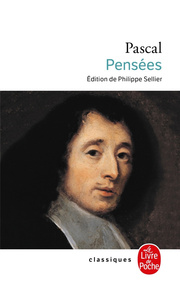 Pascal
Pensées
Édition de Philippe Sellier
classiques
Le
Livre
de
Poche